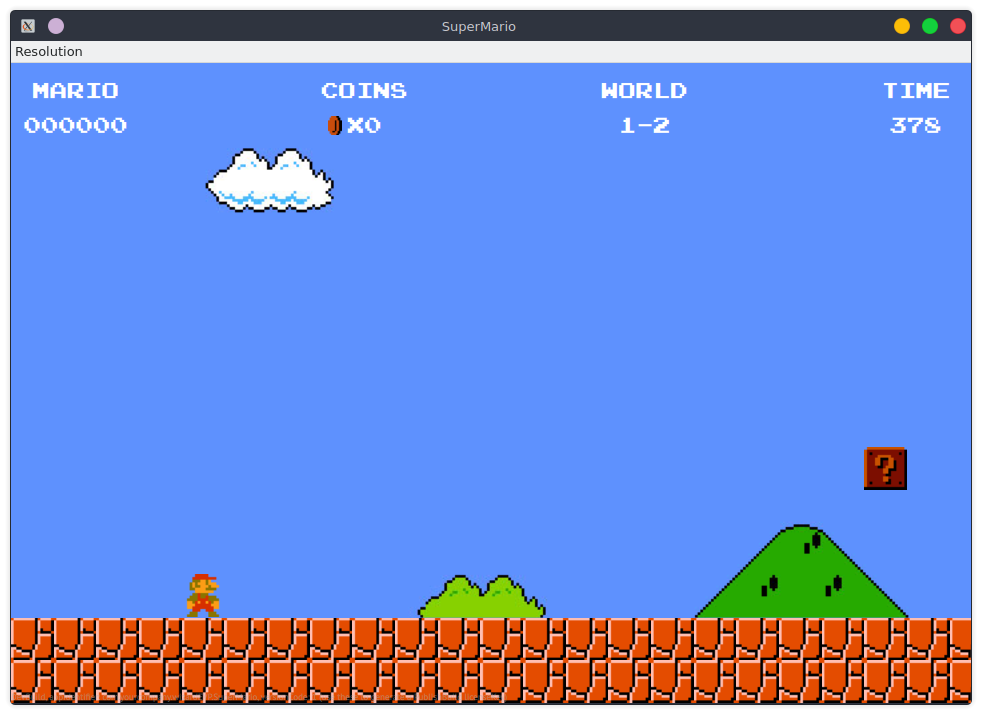 SuperMario
Resolution
MARIO COINS WORLD TIME
000000 X0 1-2 378
?